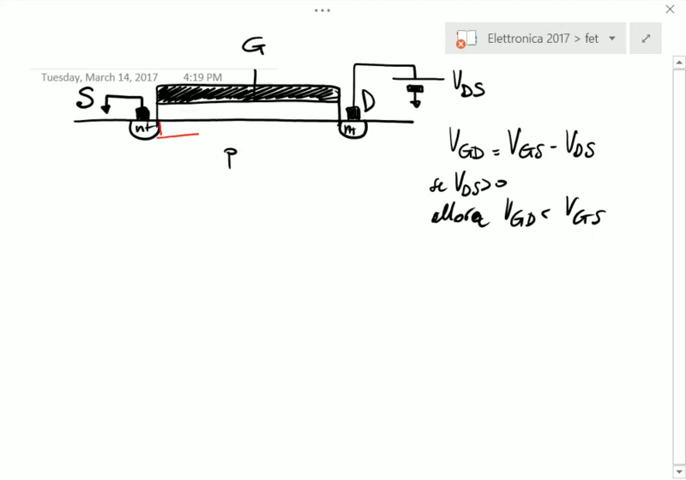 Elettronica 2017 > fet
G
Tuesday, March 14, 2017 4:19 PM
S
D
VDS
n+
n+
P
VGD = VGS - VDS
se VDS>0
allora VGD < VGS